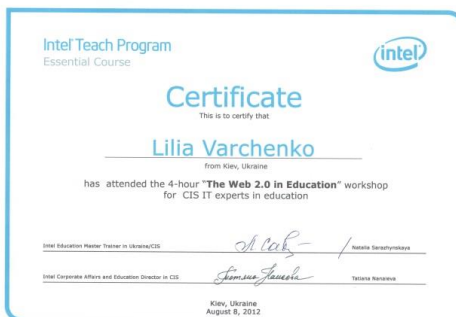 Intel® Teach Program
Essential Course
intel
Certificate
This is to certify that
Lilia Varchenko
from Kiev, Ukraine
has attended the 4-hour "The Web 2.0 in Education" workshop
for CIS IT experts in education
Intel Education Master Trainer in Ukraine/CIS
Natella Sarazhynskaya
Intel Corporate Affairs and Education Director in CIS
Tatiana Nanaieva
Kiev, Ukraine
August 8, 2012